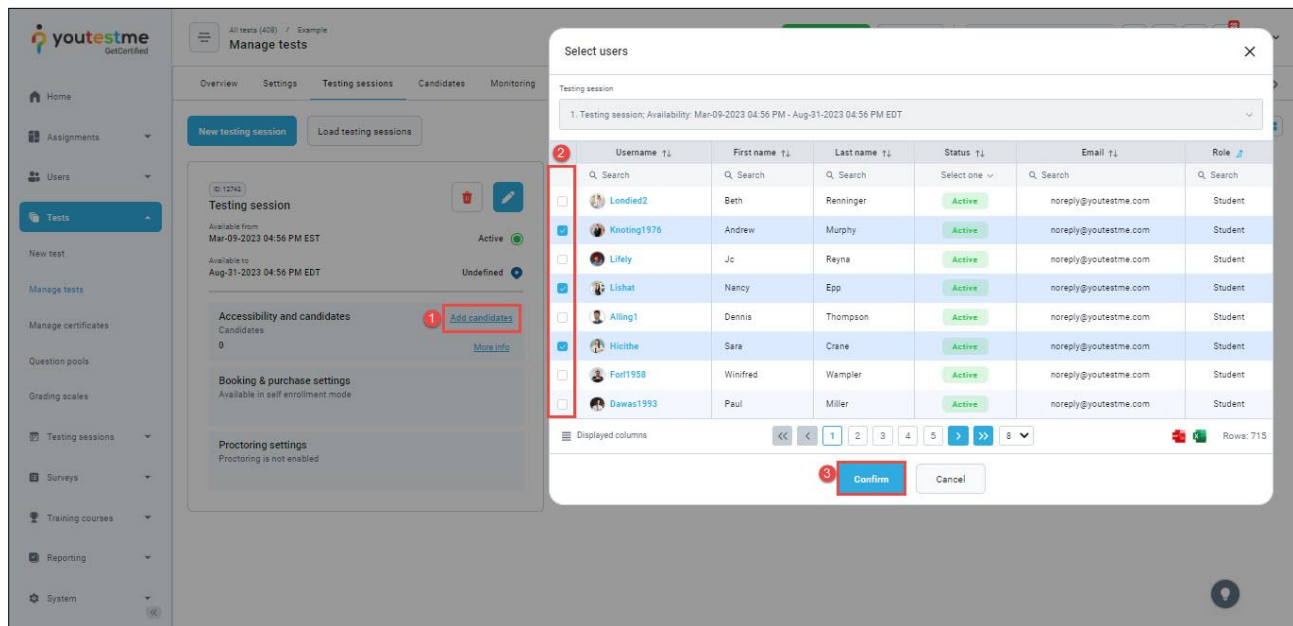 youtestme
GetCertified
Home
Assignments
Users
Tests
New test
Manage tests
Manage certificates
Question pools
Grading scales
Testing sessions
Surveys
Training courses
Reporting
System
All tests (428) / Example
Manage tests
Overview Settings Testing sessions Candidates Monitoring
New testing session Load testing sessions
ID: 12742
Testing session
Available from
Mar-09-2023 04:56 PM EST Active
Available to
Aug-31-2023 04:56 PM EDT Undefined
Accessibility and candidates 1 Add candidates
Candidates
0 More info
Booking & purchase settings
Available in self enrollment mode
Proctoring settings
Proctoring is not enabled
Select users
Testing session
1. Testing session; Availability: Mar-09-2023 04:56 PM - Aug-31-2023 04:56 PM EDT
2 Username First name Last name Status Email Role
Search Search Search Select one Search Search
Londied2 Beth Renninger Active noreply@youtestme.com Student
Knoting1976 Andrew Murphy Active noreply@youtestme.com Student
Lifely Jc Reyna Active noreply@youtestme.com Student
Lishat Nancy Epp Active noreply@youtestme.com Student
Alling1 Dennis Thompson Active noreply@youtestme.com Student
Hicithe Sara Crane Active noreply@youtestme.com Student
Forl1958 Winifred Wampler Active noreply@youtestme.com Student
Dawas1993 Paul Miller Active noreply@youtestme.com Student
Displayed columns << < 1 2 3 4 5 > >> 8 Rows: 715
3 Confirm Cancel